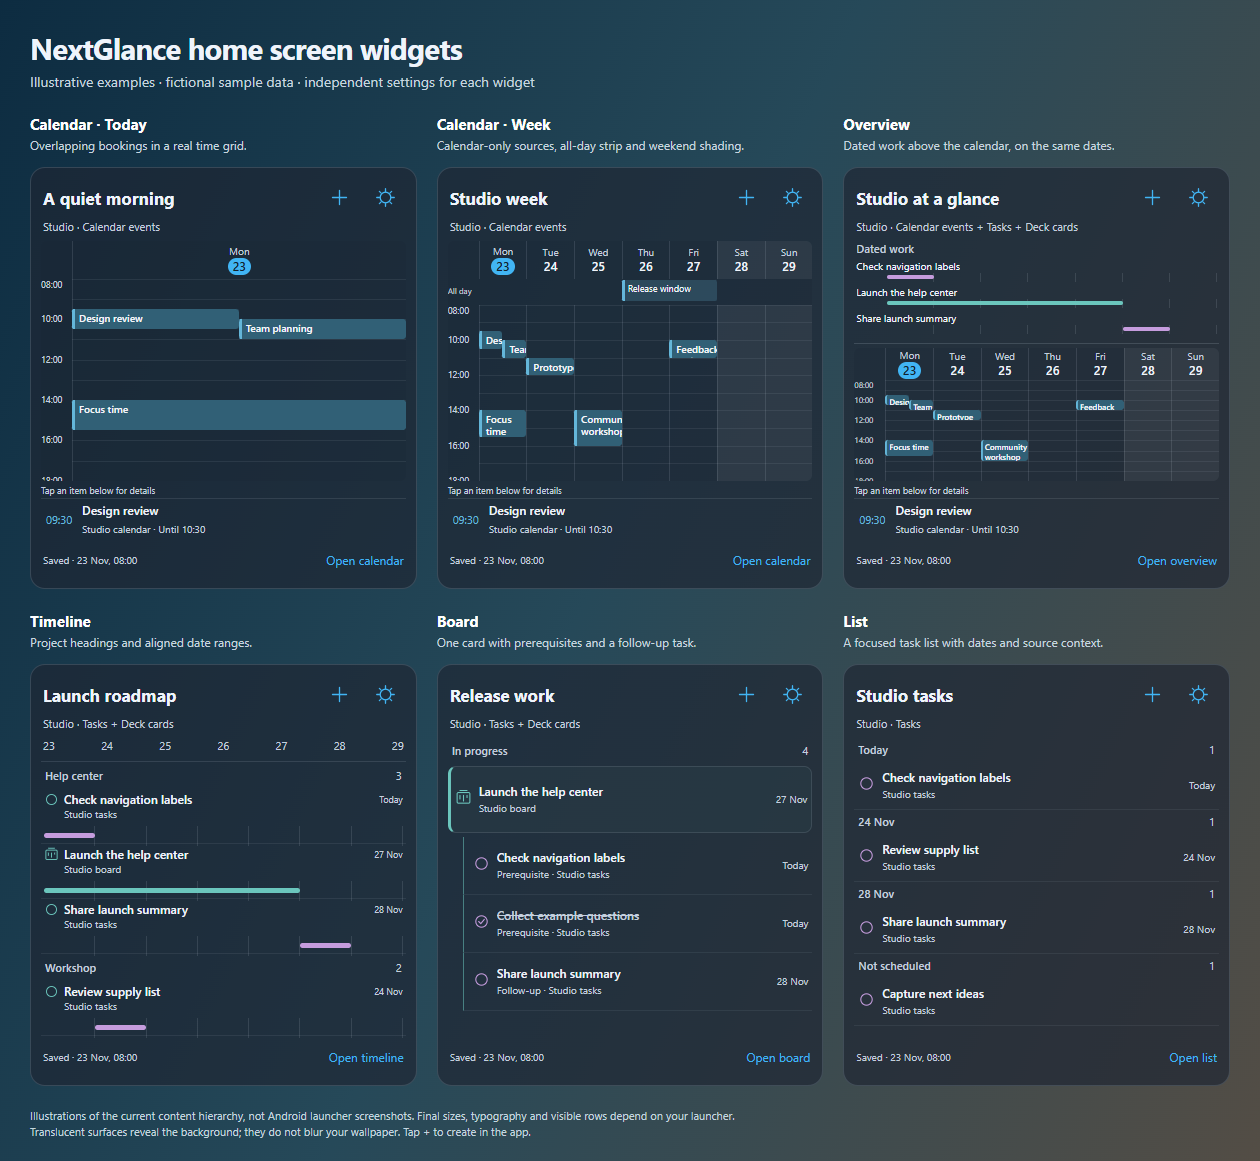 NextGlance home screen widgets
Illustrative examples · fictional sample data · independent settings for each widget
Calendar · Today
Overlapping bookings in a real time grid.
A quiet morning
Studio · Calendar events
Mon
23
08:00
10:00
Design review
Team planning
12:00
14:00
Focus time
16:00
18:00
Tap an item below for details
09:30
Design review
Studio calendar · Until 10:30
Saved · 23 Nov, 08:00
Open calendar
Calendar · Week
Calendar-only sources, all-day strip and weekend shading.
Studio week
Studio · Calendar events
Mon Tue Wed Thu Fri Sat Sun
23 24 25 26 27 28 29
All day
Release window
08:00
10:00
Des
Tear
Feedback
Prototyp
12:00
14:00
Focus time
Commun workshop
16:00
18:00
Tap an item below for details
09:30
Design review
Studio calendar · Until 10:30
Saved · 23 Nov, 08:00
Open calendar
Overview
Dated work above the calendar, on the same dates.
Studio at a glance
Studio · Calendar events + Tasks + Deck cards
Dated work
Check navigation labels
Launch the help center
Share launch summary
Mon Tue Wed Thu Fri Sat Sun
23 24 25 26 27 28 29
08:00
10:00
Desig
Team
Feedback
Prototype
12:00
14:00
Focus time
Community
workshop
16:00
18:00
Tap an item below for details
09:30
Design review
Studio calendar · Until 10:30
Saved · 23 Nov, 08:00
Open overview
Timeline
Project headings and aligned date ranges.
Launch roadmap
Studio · Tasks + Deck cards
23 24 25 26 27 28 29
Help center 3
Check navigation labels Today
Studio tasks
Launch the help center 27 Nov
Studio board
Share launch summary 28 Nov
Studio tasks
Workshop 2
Review supply list 24 Nov
Studio tasks
Saved · 23 Nov, 08:00
Open timeline
Board
One card with prerequisites and a follow-up task.
Release work
Studio · Tasks + Deck cards
In progress 4
Launch the help center 27 Nov
Studio board
Check navigation labels Today
Prerequisite · Studio tasks
Collect example questions Today
Prerequisite · Studio tasks
Share launch summary 28 Nov
Follow-up · Studio tasks
Saved · 23 Nov, 08:00
Open board
List
A focused task list with dates and source context.
Studio tasks
Studio · Tasks
Today 1
Check navigation labels Today
Studio tasks
24 Nov 1
Review supply list 24 Nov
Studio tasks
28 Nov 1
Share launch summary 28 Nov
Studio tasks
Not scheduled 1
Capture next ideas
Studio tasks
Saved · 23 Nov, 08:00
Open list
Illustrations of the current content hierarchy, not Android launcher screenshots. Final sizes, typography and visible rows depend on your launcher.
Translucent surfaces reveal the background; they do not blur your wallpaper. Tap + to create in the app.